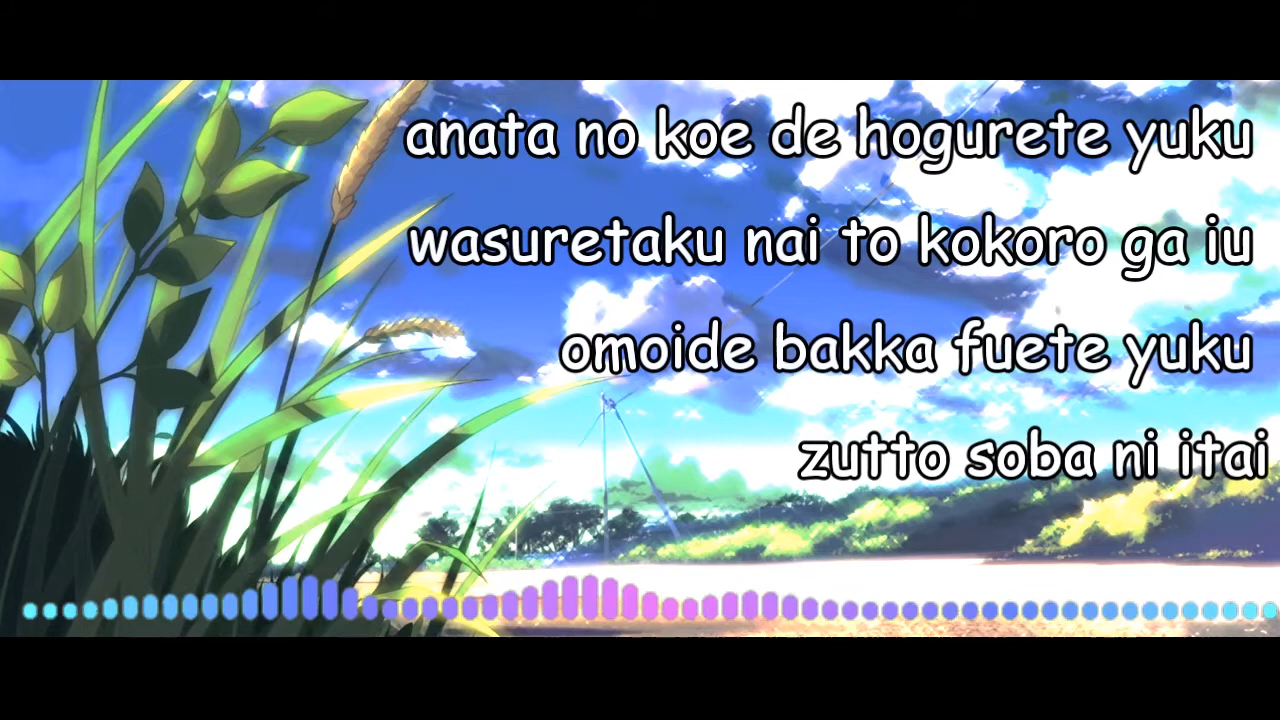 anata no koe de hogurete yuku
wasuretaku nai to kokoro ga iu
omoide bakka fuete yuku
zutto soba ni itai